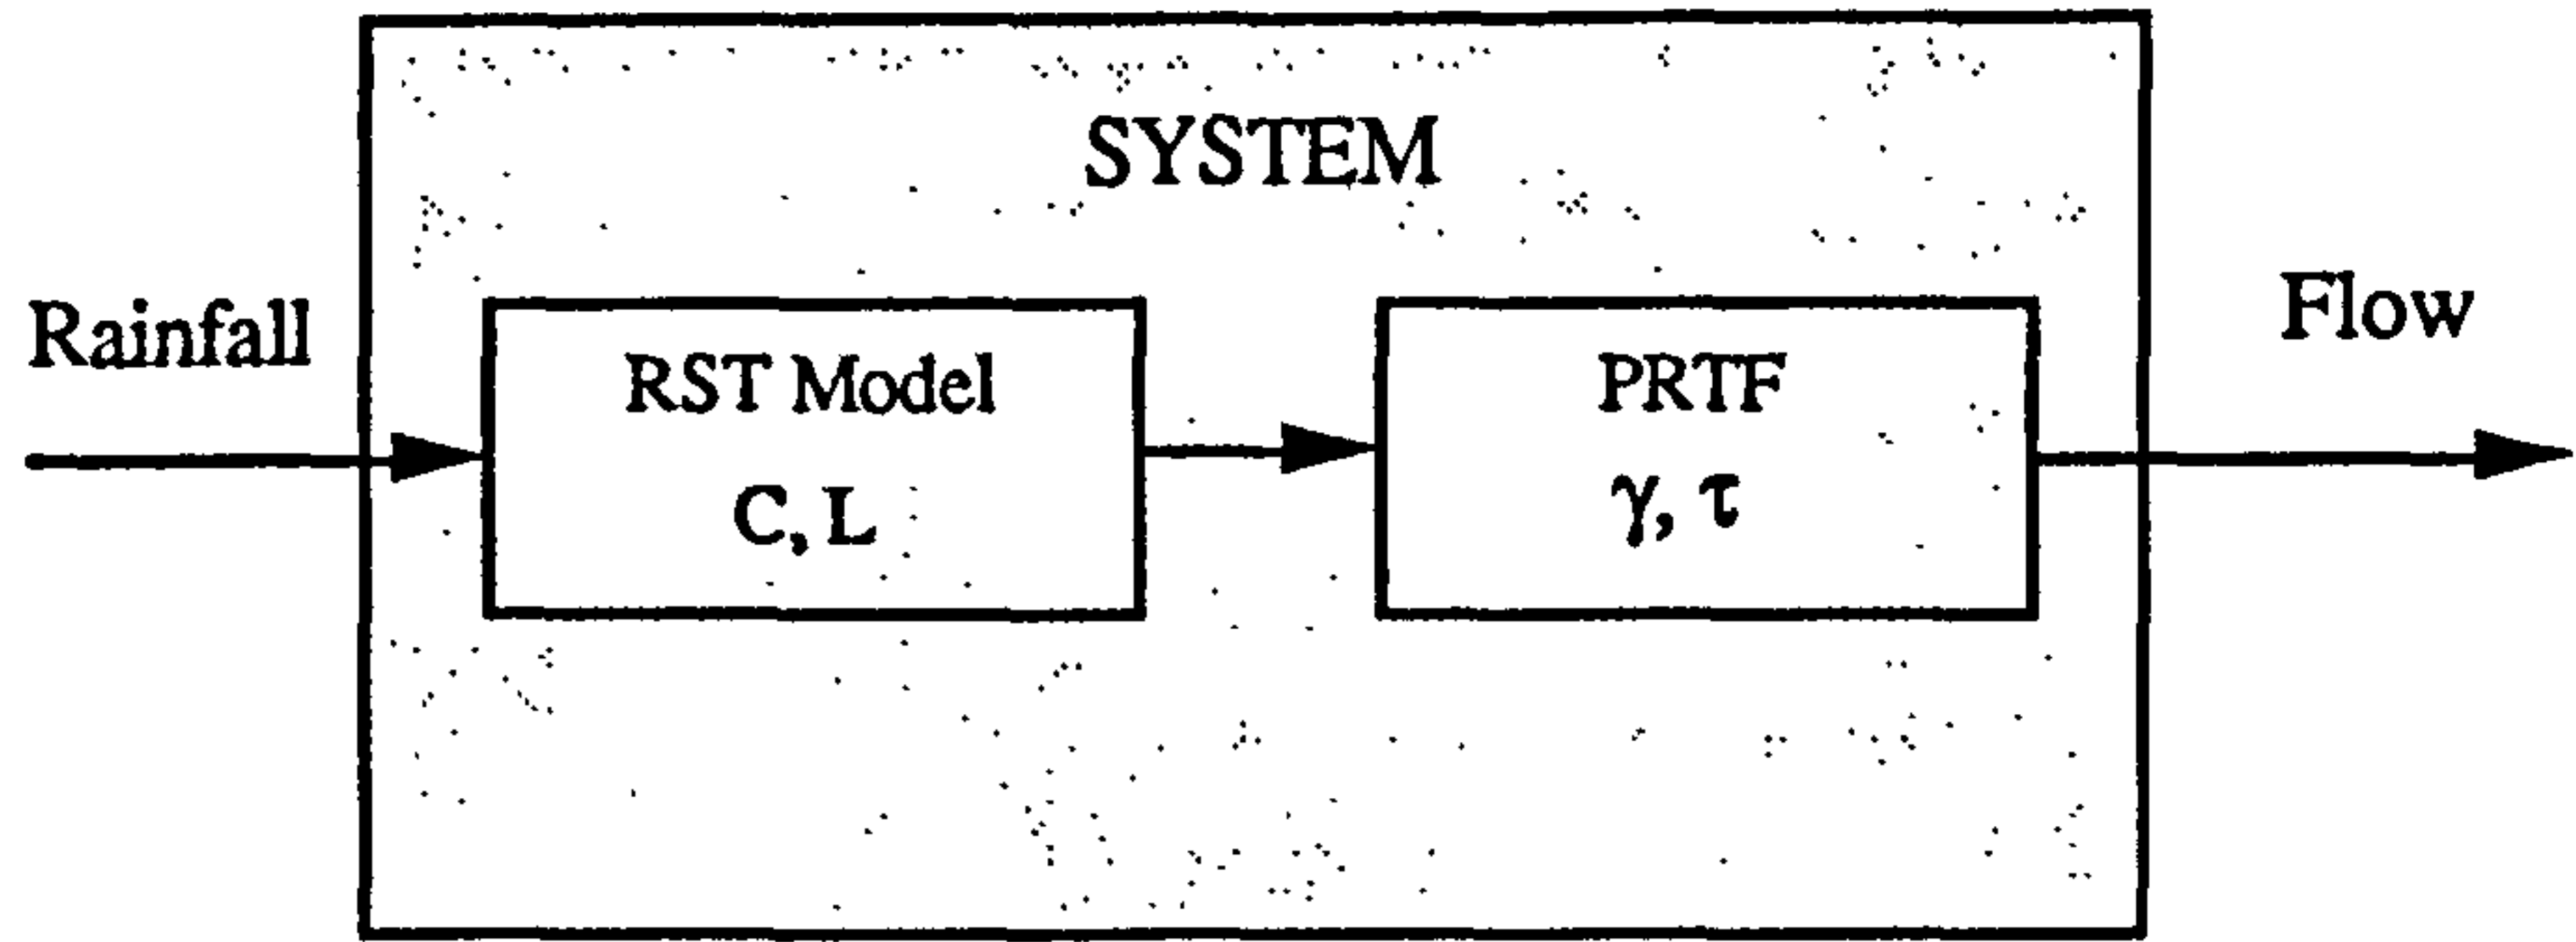 SYSTEM
Rainfall
Flow
RST Model
C, L
PRTF
γ, τ